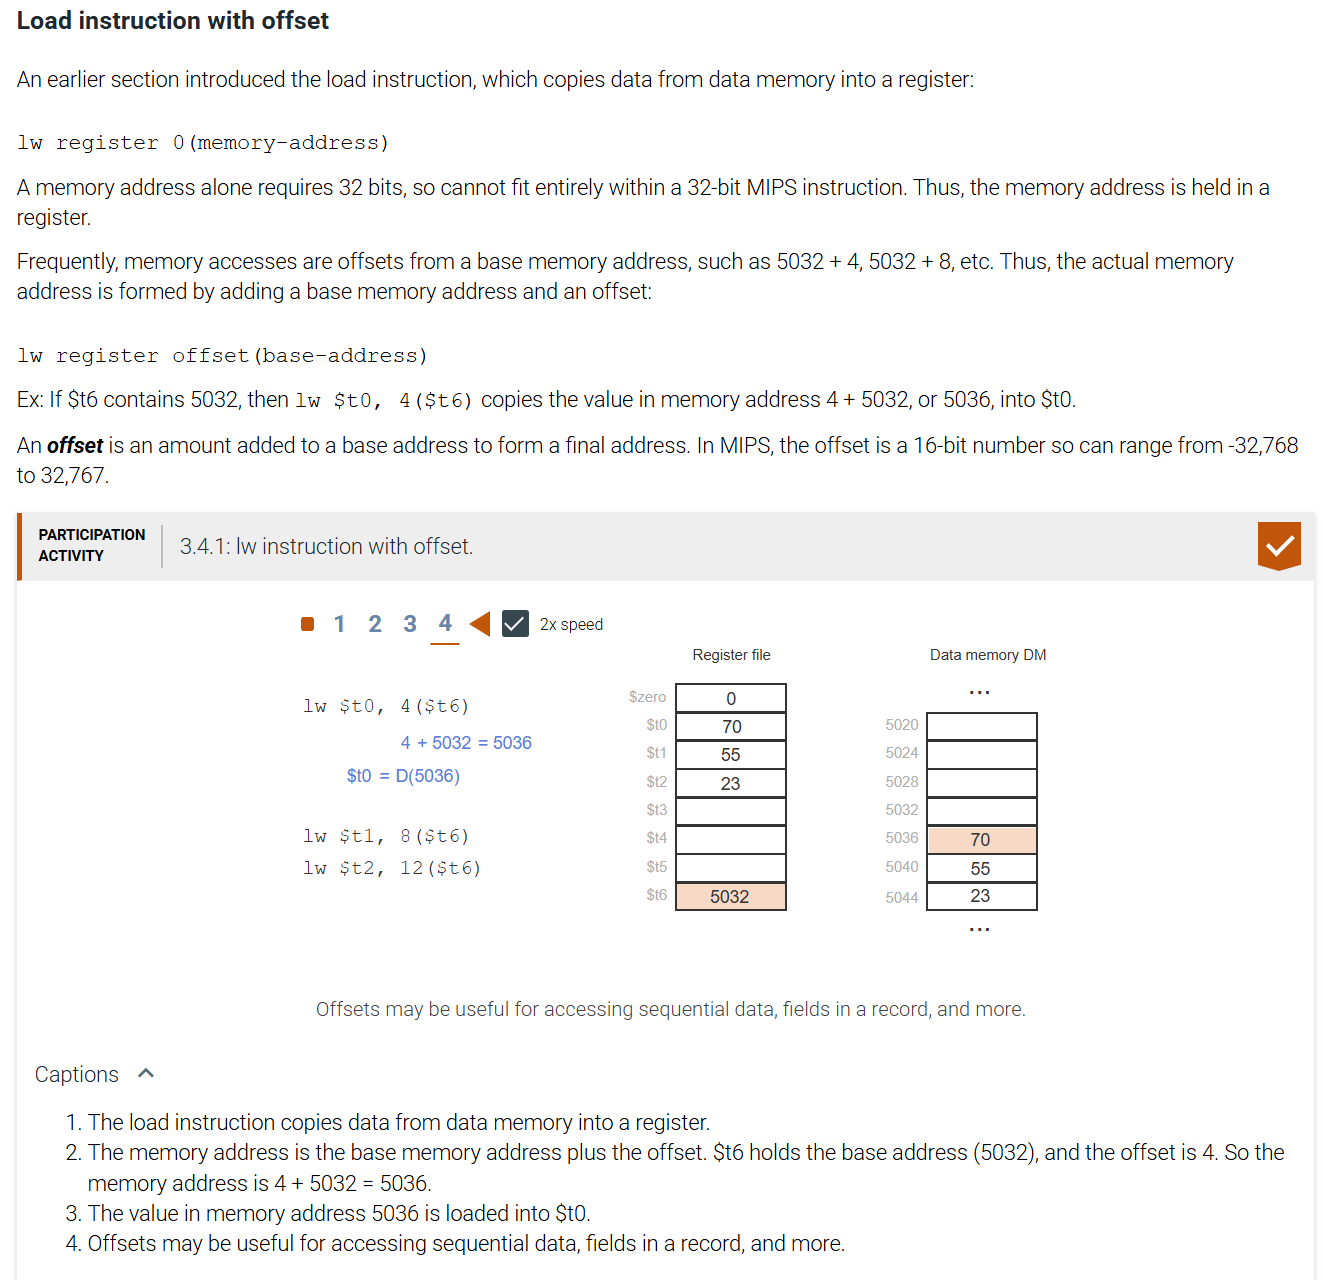 Load instruction with offset
An earlier section introduced the load instruction, which copies data from data memory into a register:
lw register 0(memory-address)
A memory address alone requires 32 bits, so cannot fit entirely within a 32-bit MIPS instruction. Thus, the memory address is held in a
register.
Frequently, memory accesses are offsets from a base memory address, such as 5032 + 4, 5032 + 8, etc. Thus, the actual memory
address is formed by adding a base memory address and an offset:
lw register offset(base-address)
Ex: If $t6 contains 5032, then lw $t0, 4($t6) copies the value in memory address 4 + 5032, or 5036, into $t0.
An offset is an amount added to a base address to form a final address. In MIPS, the offset is a 16-bit number so can range from -32,768
to 32,767.
PARTICIPATION
ACTIVITY
3.4.1: lw instruction with offset.
1 2 3 4 2x speed
Register file
Data memory DM
lw $t0, 4($t6)
4 + 5032 = 5036
$t0 = D(5036)
lw $t1, 8($t6)
lw $t2, 12($t6)
$zero 0
$t0 70
$t1 55
$t2 23
$t3
$t4
$t5
$t6 5032
...
5020
5024
5028
5032
5036 70
5040 55
5044 23
...
Offsets may be useful for accessing sequential data, fields in a record, and more.
Captions
1. The load instruction copies data from data memory into a register.
2. The memory address is the base memory address plus the offset. $t6 holds the base address (5032), and the offset is 4. So the
memory address is 4 + 5032 = 5036.
3. The value in memory address 5036 is loaded into $t0.
4. Offsets may be useful for accessing sequential data, fields in a record, and more.